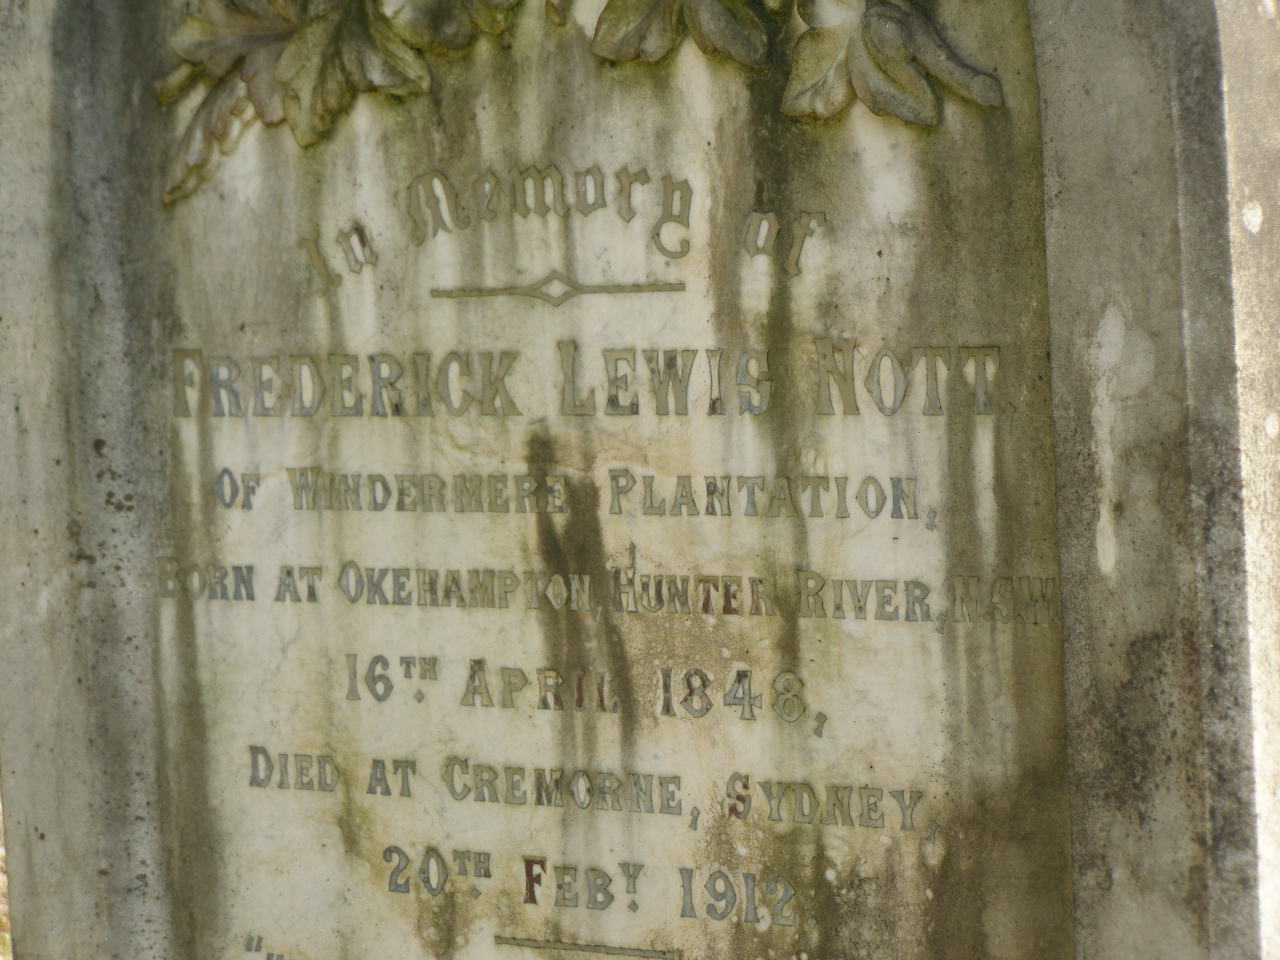 In Memory of
FREDERICK LEWIS NOTT,
OF WINDERMERE PLANTATION,
BORN AT OKEHAMPTON, HUNTER RIVER, N.S.W.
16TH. APRIL 1848,
DIED AT CREMORNE, SYDNEY,
20TH. FEBY. 1912.